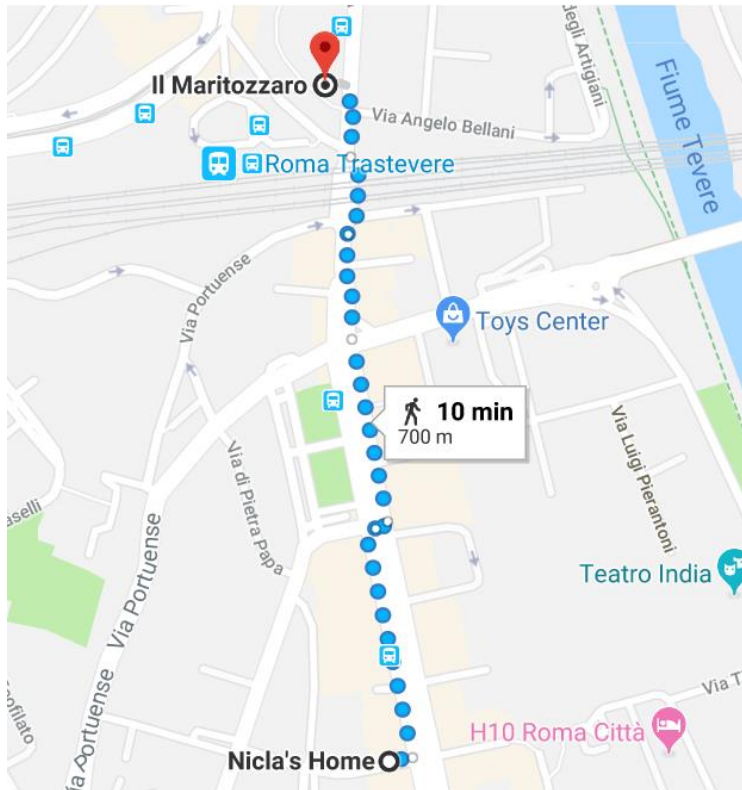 Il Maritozzaro
degli Artigiani
Via Angelo Bellani
Roma Trastevere
Fiume Tevere
Via Portuense
Toys Center
10 min
700 m
Via di Pietra Papa
Via Luigi Pierantoni
Via Portuense
Via Portuense
Teatro India
H10 Roma Città
Nicla's Home